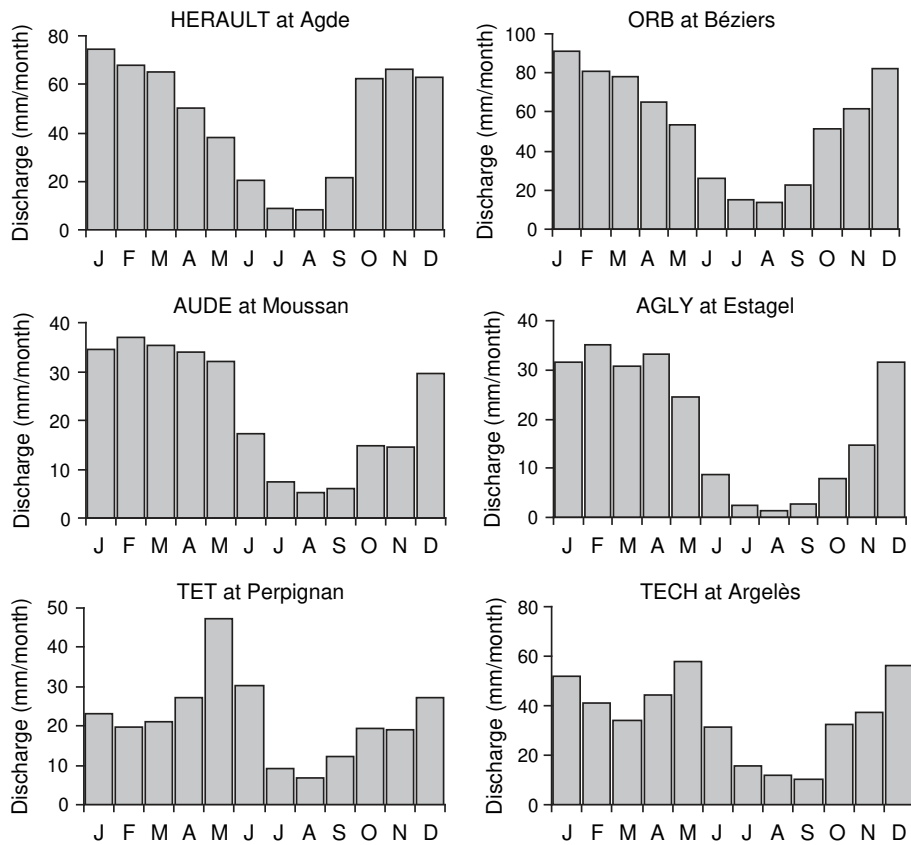 HERAULT at Agde
Discharge (mm/month)
80
60
40
20
0
J F M A M J J A S O N D
ORB at Béziers
Discharge (mm/month)
100
80
60
40
20
0
J F M A M J J A S O N D
AUDE at Moussan
Discharge (mm/month)
40
30
20
10
0
J F M A M J J A S O N D
AGLY at Estagel
Discharge (mm/month)
40
30
20
10
0
J F M A M J J A S O N D
TET at Perpignan
Discharge (mm/month)
50
40
30
20
10
0
J F M A M J J A S O N D
TECH at Argelès
Discharge (mm/month)
80
60
40
20
0
J F M A M J J A S O N D